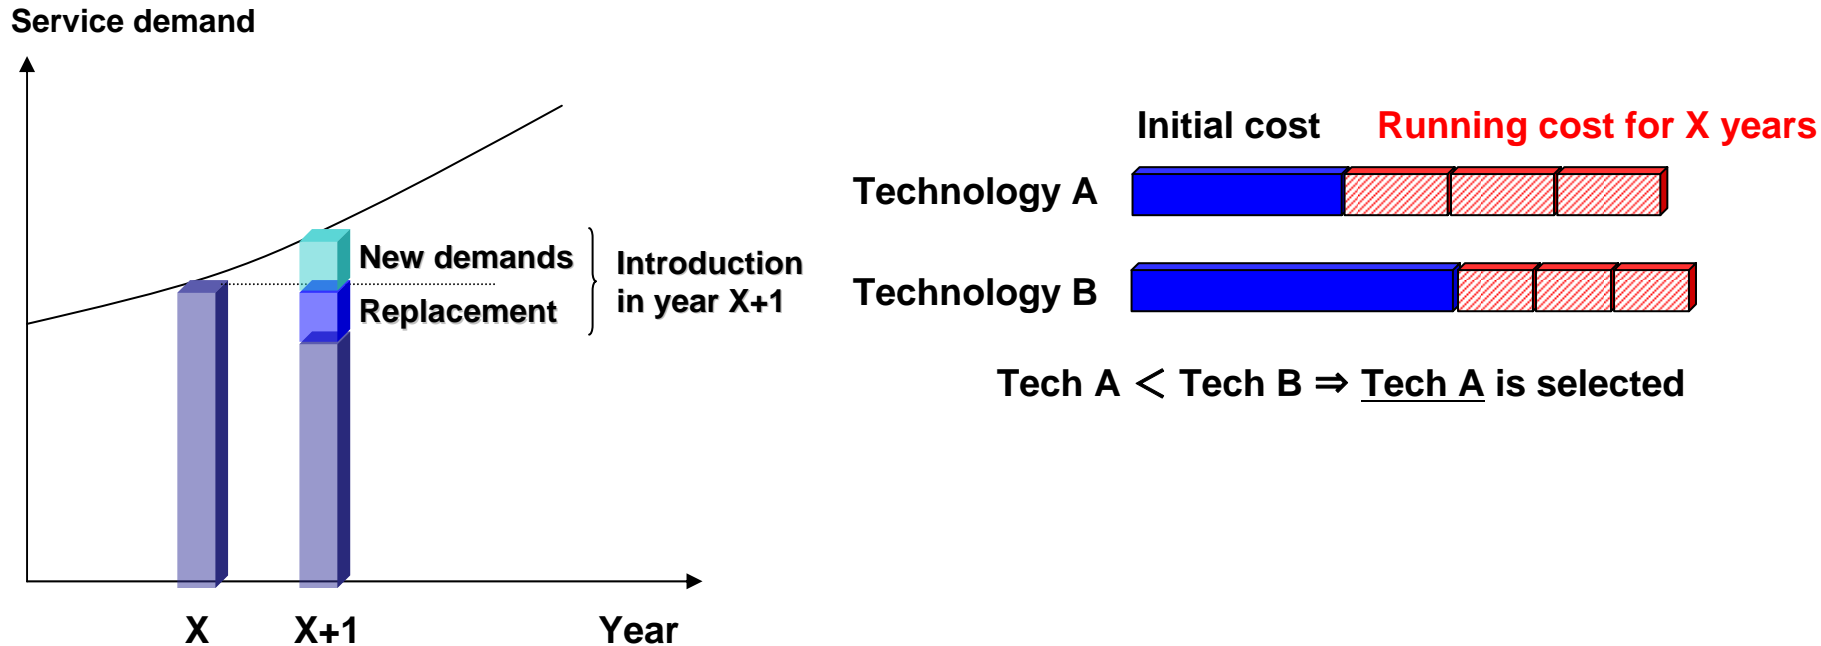 Service demand
New demands
Replacement
Introduction
in year X+1
X
X+1
Year
Initial cost
Running cost for X years
Technology A
Technology B
Tech A ＜ Tech B ⇒ Tech A is selected